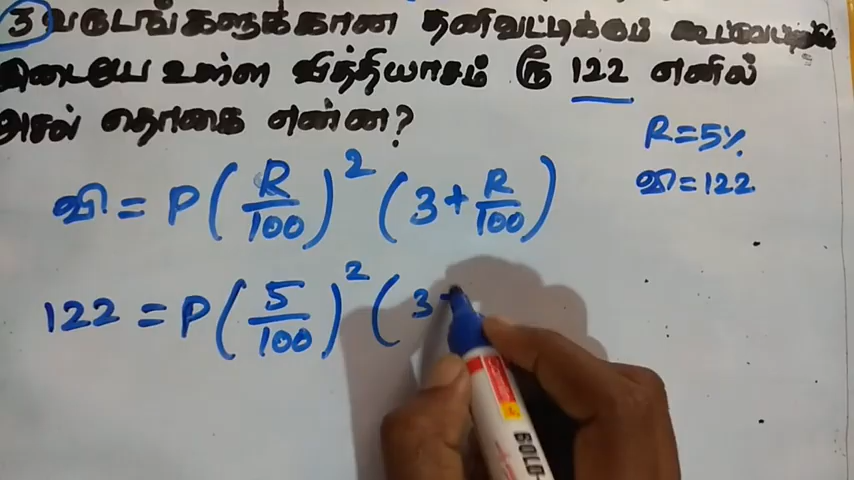 3 வருடங்களுக்கான தனிவட்டிக்கும்
இடையே உள்ள வித்தியாசம் ரூ 122 எனில்
அசல் தொகை என்ன?
R=5%
வி=122
வி = P(R/100)² (3+R/100)
122 = P(5/100)² (3
BOLD